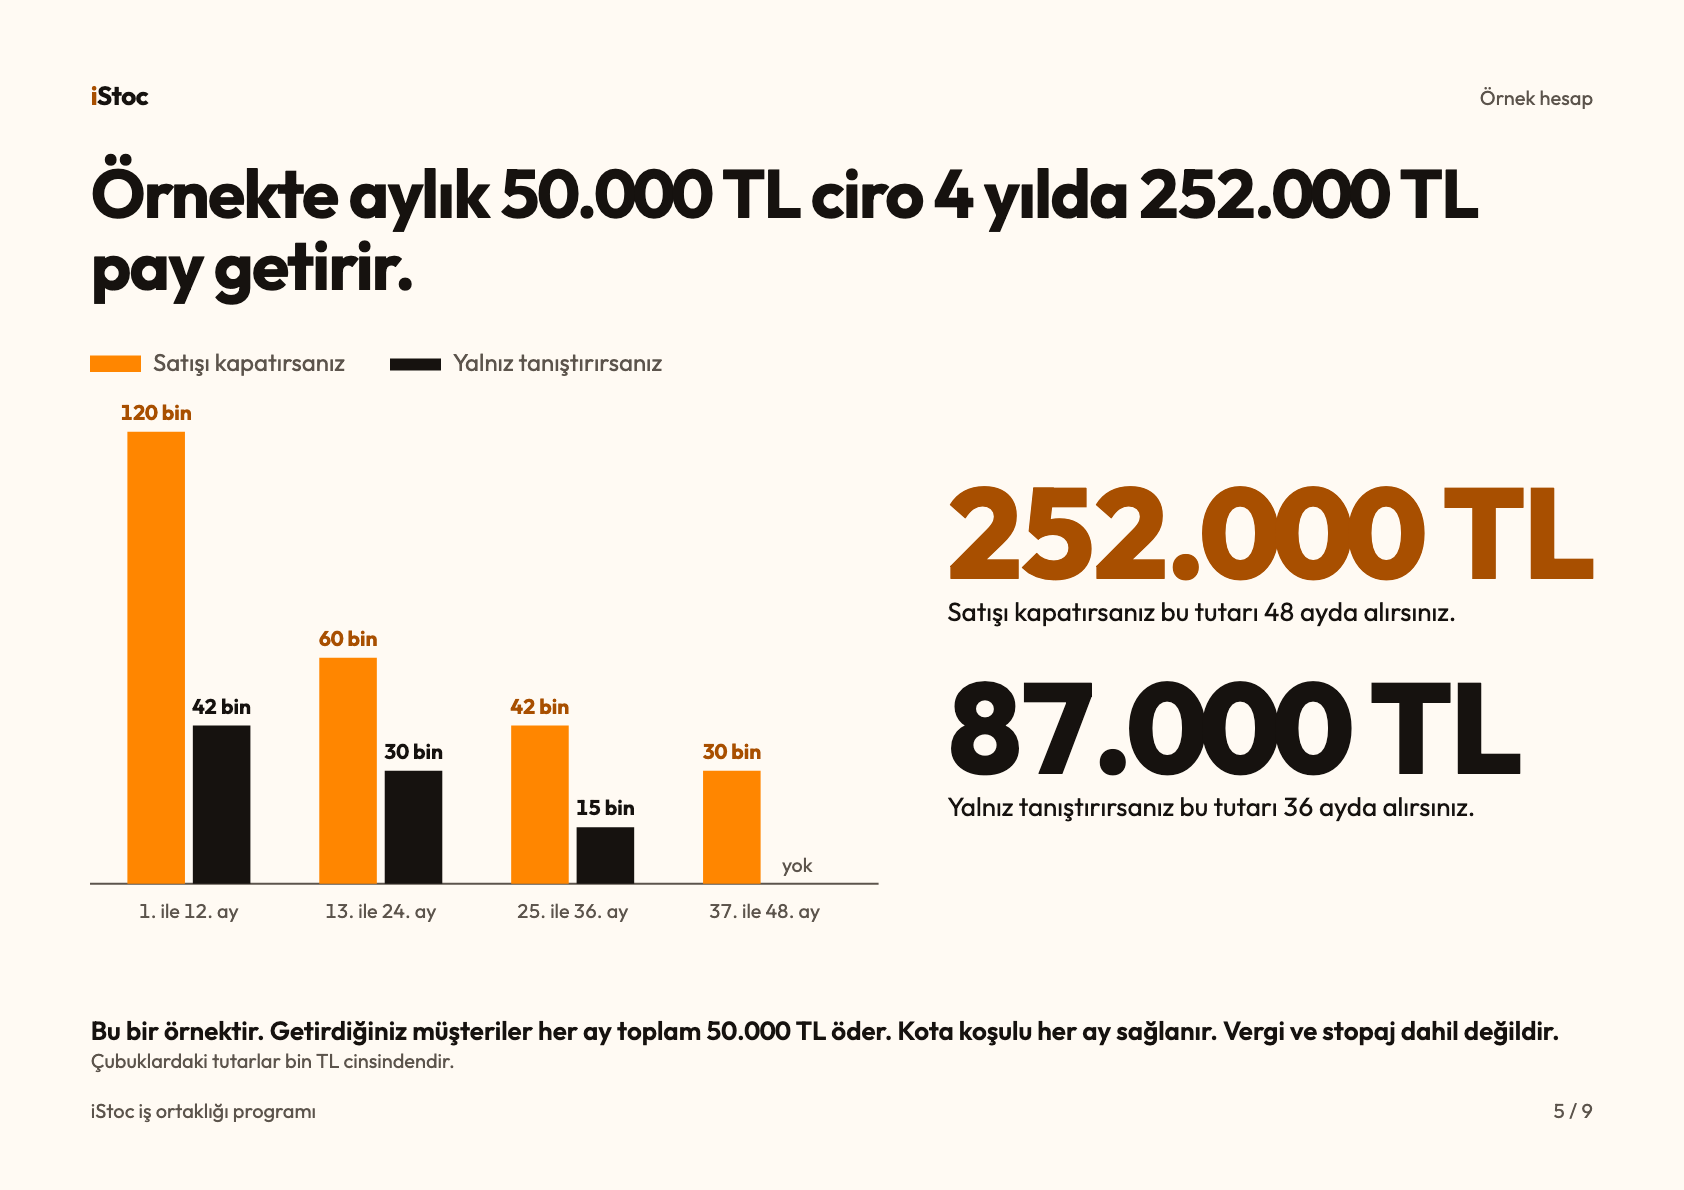 iStoc
Örnek hesap
Örnekte aylık 50.000 TL ciro 4 yılda 252.000 TL
pay getirir.
Satışı kapatırsanız
Yalnız tanıştırırsanız
120 bin
42 bin
1. ile 12. ay
60 bin
30 bin
13. ile 24. ay
42 bin
15 bin
25. ile 36. ay
30 bin
yok
37. ile 48. ay
252.000 TL
Satışı kapatırsanız bu tutarı 48 ayda alırsınız.
87.000 TL
Yalnız tanıştırırsanız bu tutarı 36 ayda alırsınız.
Bu bir örnektir. Getirdiğiniz müşteriler her ay toplam 50.000 TL öder. Kota koşulu her ay sağlanır. Vergi ve stopaj dahil değildir.
Çubuklardaki tutarlar bin TL cinsindendir.
iStoc iş ortaklığı programı
5 / 9